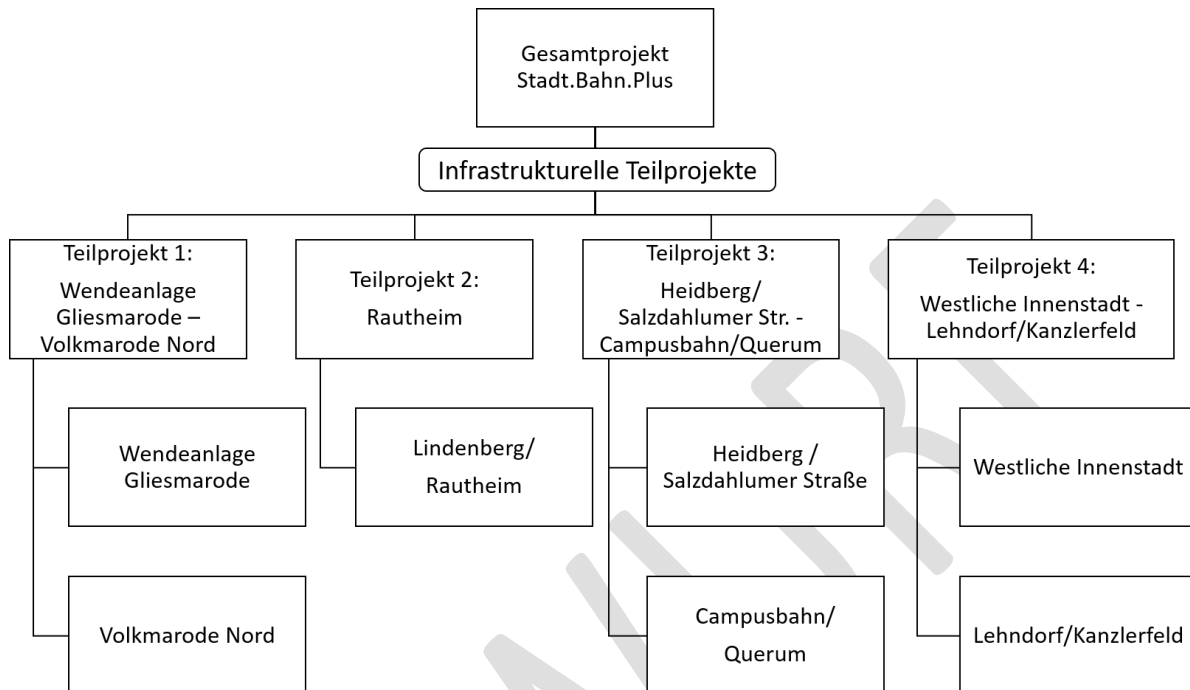 Gesamtprojekt
Stadt.Bahn.Plus
Infrastrukturelle Teilprojekte
Teilprojekt 1:
Wendeanlage
Gliesmarode –
Volkmarode Nord
Teilprojekt 2:
Rautheim
Teilprojekt 3:
Heidberg/
Salzdahlumer Str. -
Campusbahn/Querum
Teilprojekt 4:
Westliche Innenstadt -
Lehndorf/Kanzlerfeld
Wendeanlage
Gliesmarode
Lindenberg/
Rautheim
Heidberg /
Salzdahlumer Straße
Westliche Innenstadt
Volkmarode Nord
Campusbahn/
Querum
Lehndorf/Kanzlerfeld